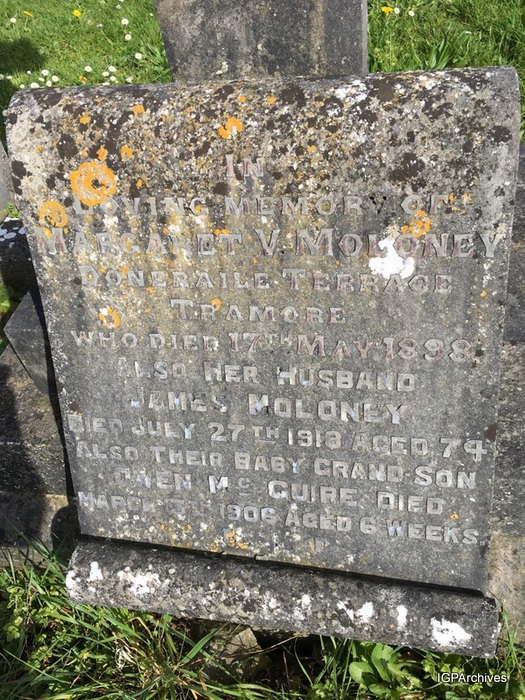 IN
LOVING MEMORY OF
MARGARET V. MOLONEY
DONERAILE TERRACE
TRAMORE
WHO DIED 17TH MAY 1898
ALSO HER HUSBAND
JAMES MOLONEY
DIED JULY 27TH 1918 AGED 74
ALSO THEIR BABY GRAND-SON
OWEN Mc GUIRE DIED
MARCH 1906 AGED 6 WEEKS
IGPArchives